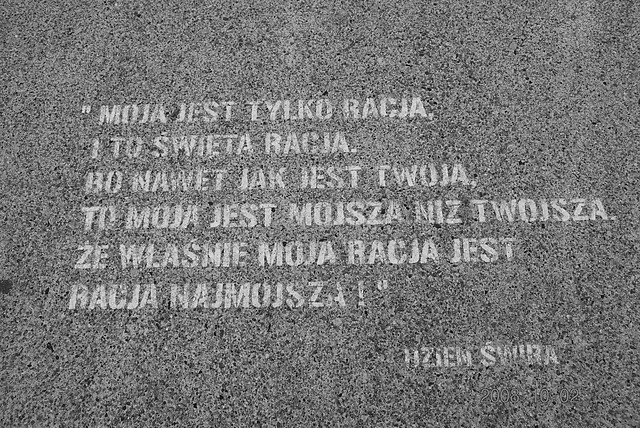 " MOJA JEST TYLKO RACJA,
I TO ŚWIĘTA RACJA.
BO NAWET JAK JEST TWOJA,
TO MOJA JEST MOJSZA NIŻ TWOJSZA.
ŻE WŁAŚNIE MOJA RACJA JEST
RACJA NAJMOJSZA ! "
DZIEŃ ŚWIRA
2008-10-02